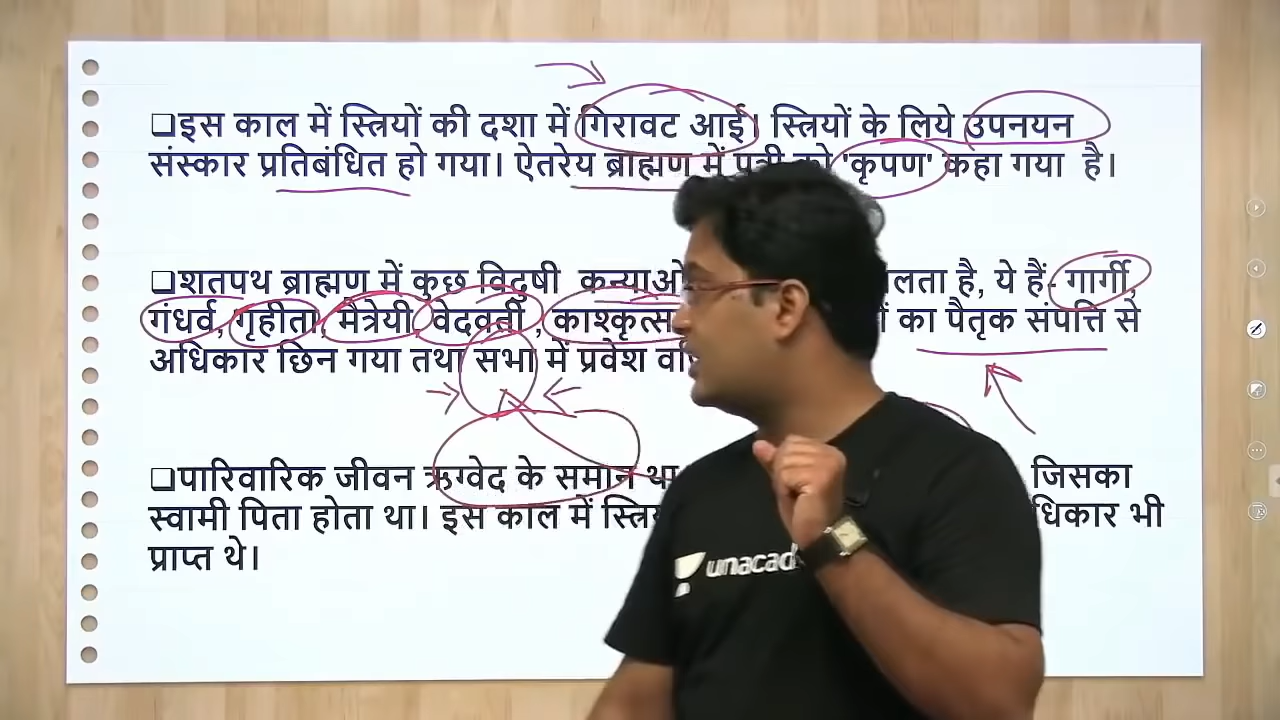 ❑इस काल में स्त्रियों की दशा में गिरावट आई। स्त्रियों के लिये उपनयन
संस्कार प्रतिबंधित हो गया। ऐतरेय ब्राह्मण में पुत्री को 'कृपण' कहा गया है।
❑शतपथ ब्राह्मण में कुछ विदुषी कन्याओं लता है, ये हैं- गार्गी,
गंधर्व, गृहीता, मैत्रेयी, वेदवती , काश्कृत्स का पैतृक संपत्ति से
अधिकार छिन गया तथा सभा में प्रवेश
❑पारिवारिक जीवन ऋग्वेद के समान था जिसका
स्वामी पिता होता था। इस काल में धिकार भी
प्राप्त थे।
unacad